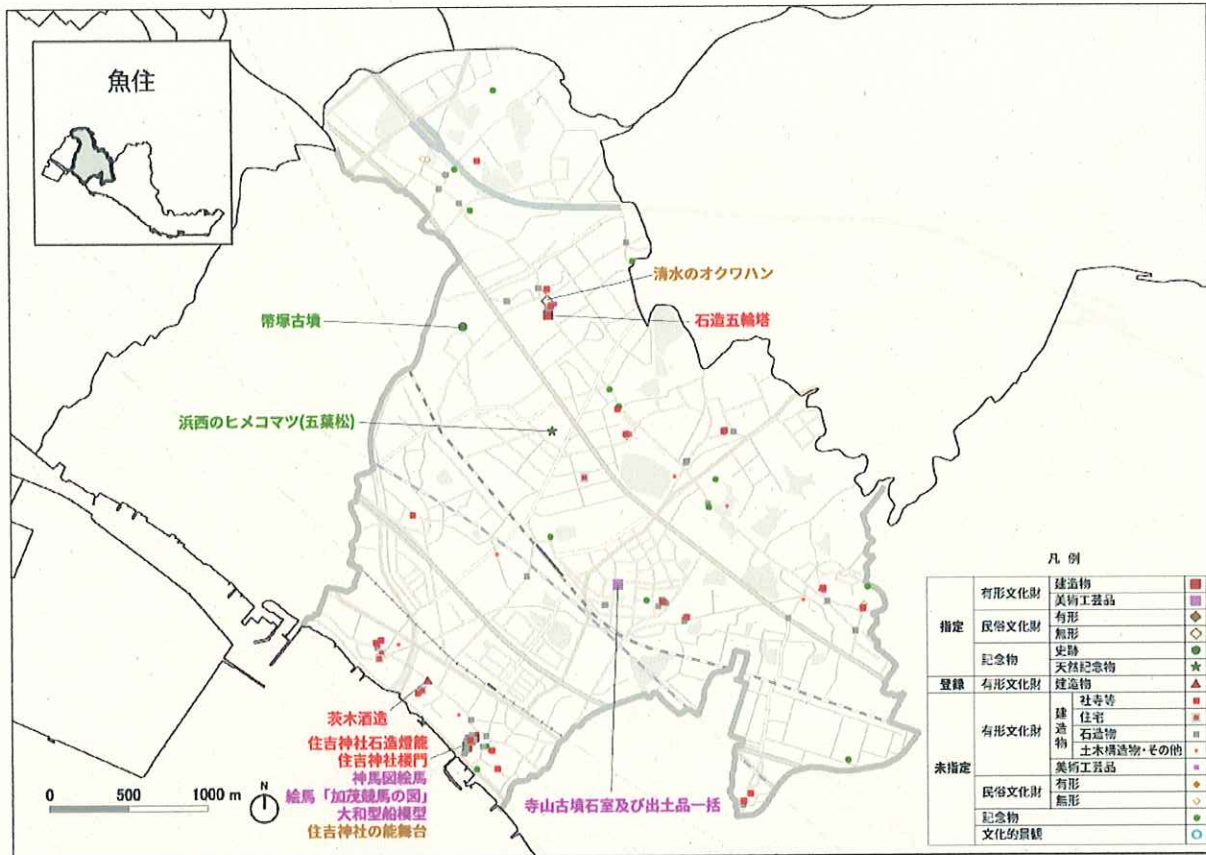 魚住
清水のオクワハン
石造五輪塔
幣塚古墳
浜西のヒメコマツ(五葉松)
茨木酒造
住吉神社石造燈籠
住吉神社楼門
神馬図絵馬
絵馬「加茂競馬の図」
大和型船模型
住吉神社の能舞台
寺山古墳石室及び出土品一括
0 500 1000 m
N
凡 例
指定 有形文化財 建造物
美術工芸品
民俗文化財 有形
無形
記念物 史跡
天然記念物
登録 有形文化財 建造物
未指定 有形文化財 建造物 社寺等
住宅
石造物
土木構造物・その他
美術工芸品
民俗文化財 有形
無形
記念物
文化的景観